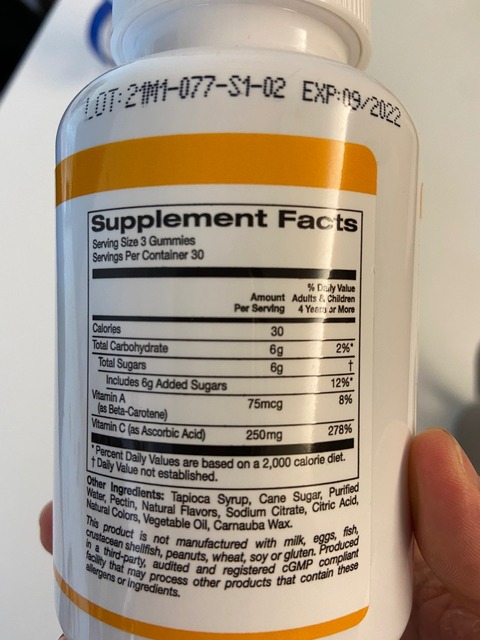 LOT:21M1-077-S1-02 EXP:09/2022
Supplement Facts
Serving Size 3 Gummies
Servings Per Container 30
% Daily Value
Amount Adults & Children
Per Serving 4 Years or More
Calories 30
Total Carbohydrate 6g 2%*
Total Sugars 6g †
Includes 6g Added Sugars 12%*
Vitamin A 75mcg 8%
(as Beta-Carotene)
Vitamin C (as Ascorbic Acid) 250mg 278%
* Percent Daily Values are based on a 2,000 calorie diet.
† Daily Value not established.
Other Ingredients: Tapioca Syrup, Cane Sugar, Purified
Water, Pectin, Natural Flavors, Sodium Citrate, Citric Acid,
Natural Colors, Vegetable Oil, Carnauba Wax.
This product is not manufactured with milk, eggs, fish,
crustacean shellfish, peanuts, wheat, soy or gluten. Produced
in a third-party, audited and registered cGMP compliant
facility that may process other products that contain these
allergens or ingredients.